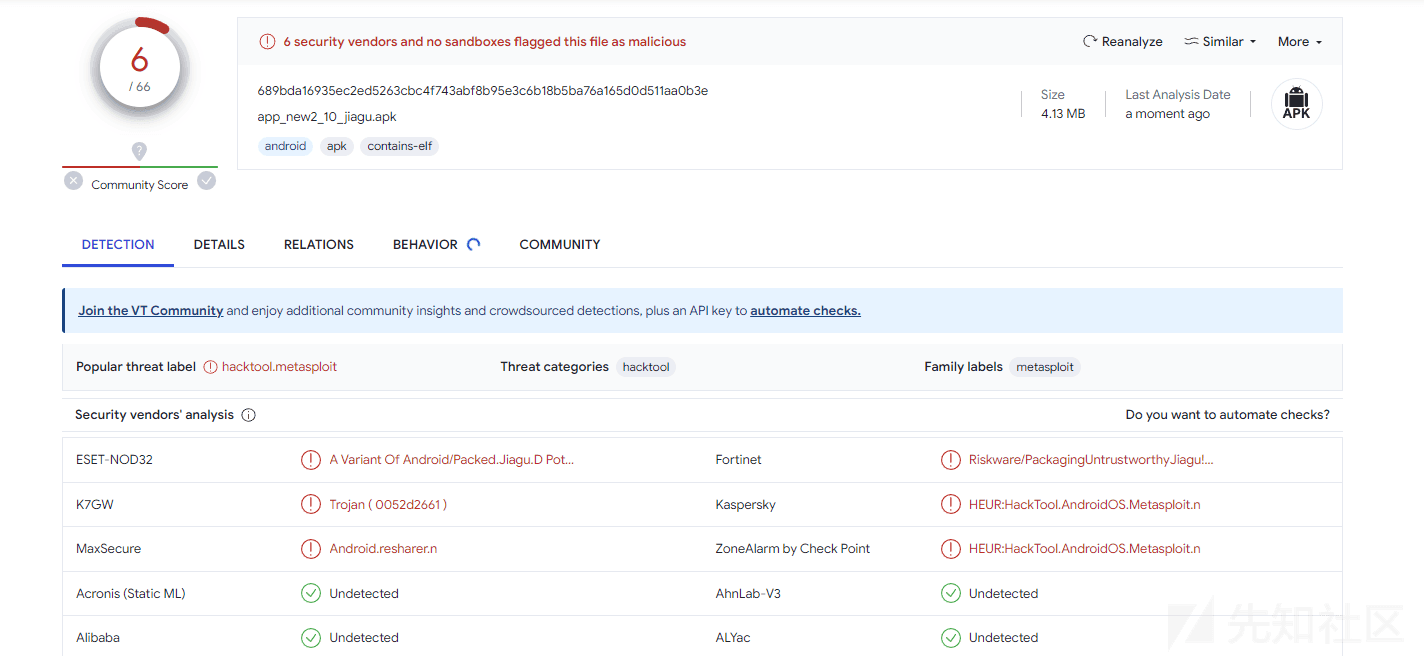 6
/ 66
?
Community Score
6 security vendors and no sandboxes flagged this file as malicious
Reanalyze Similar More
689bda16935ec2ed5263cbc4f743abf8b95e3c6b18b5ba76a165d0d511aa0b3e
app_new2_10_jiagu.apk
android apk contains-elf
Size
4.13 MB
Last Analysis Date
a moment ago
APK
DETECTION DETAILS RELATIONS BEHAVIOR COMMUNITY
Join the VT Community and enjoy additional community insights and crowdsourced detections, plus an API key to automate checks.
Popular threat label hacktool.metasploit Threat categories hacktool Family labels metasploit
Security vendors' analysis Do you want to automate checks?
ESET-NOD32 A Variant Of Android/Packed.Jiagu.D Pot... Fortinet Riskware/PackagingUntrustworthyJiagu!...
K7GW Trojan ( 0052d2661 ) Kaspersky HEUR:HackTool.AndroidOS.Metasploit.n
MaxSecure Android.resharer.n ZoneAlarm by Check Point HEUR:HackTool.AndroidOS.Metasploit.n
Acronis (Static ML) Undetected AhnLab-V3 Undetected
Alibaba Undetected ALYac Undetected
先知社区